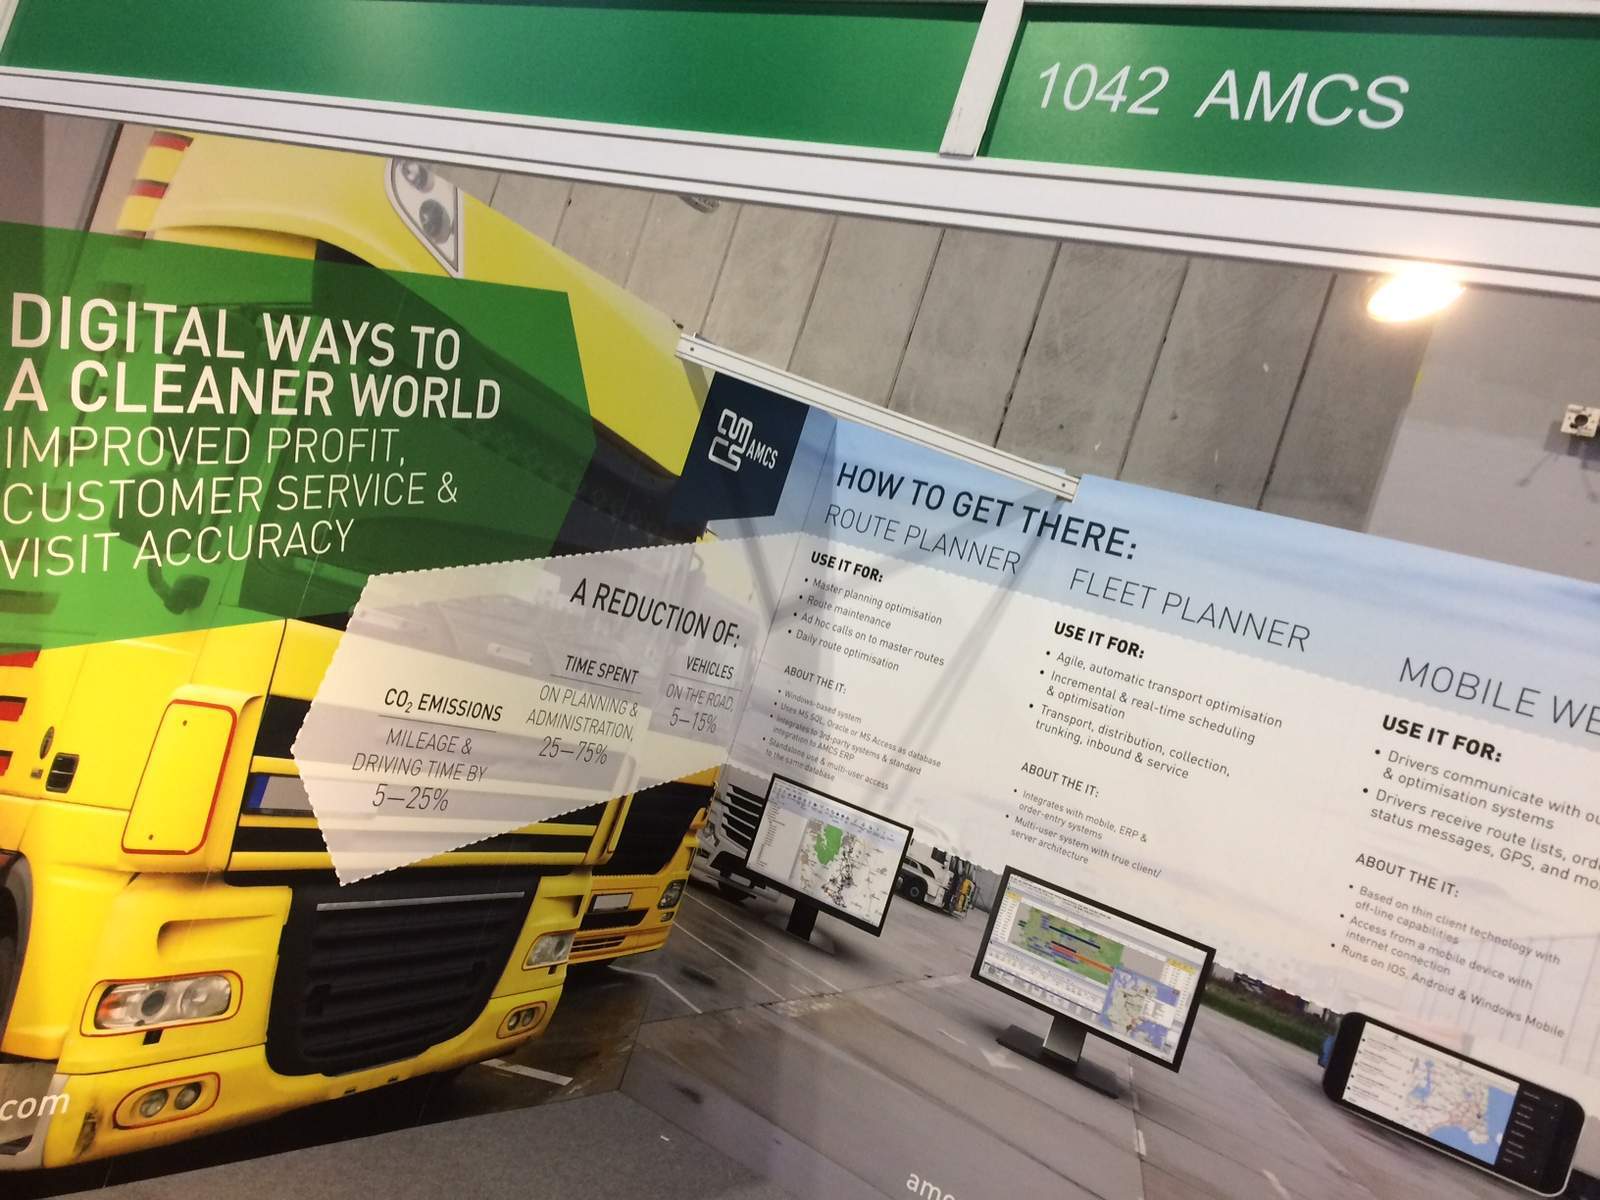 1042 AMCS
DIGITAL WAYS TO
A CLEANER WORLD
IMPROVED PROFIT,
CUSTOMER SERVICE &
VISIT ACCURACY
A REDUCTION OF:
CO₂ EMISSIONS
MILEAGE &
DRIVING TIME BY
5—25%
TIME SPENT
ON PLANNING &
ADMINISTRATION,
25—75%
VEHICLES
ON THE ROAD,
5—15%
AMCS
HOW TO GET THERE:
ROUTE PLANNER
USE IT FOR:
• Master planning optimisation
• Route maintenance
• Ad hoc calls on to master routes
• Daily route optimisation
ABOUT THE IT:
• Windows-based system
• Uses MS SQL, Oracle or MS Access as database
• Integrates to 3rd-party systems & standard
integration to AMCS ERP
• Standalone use & multi-user access
to the same database
FLEET PLANNER
USE IT FOR:
• Agile, automatic transport optimisation
• Incremental & real-time scheduling
& optimisation
• Transport, distribution, collection,
trunking, inbound & service
ABOUT THE IT:
• Integrates with mobile, ERP &
order-entry systems
• Multi-user system with true client/
server architecture
MOBILE WE
USE IT FOR:
• Drivers communicate with ou
& optimisation systems
• Drivers receive route lists, orde
status messages, GPS, and mo
ABOUT THE IT:
• Based on thin client technology with
off-line capabilities
• Access from a mobile device with
internet connection
• Runs on IOS, Android & Windows Mobile
.com
amc